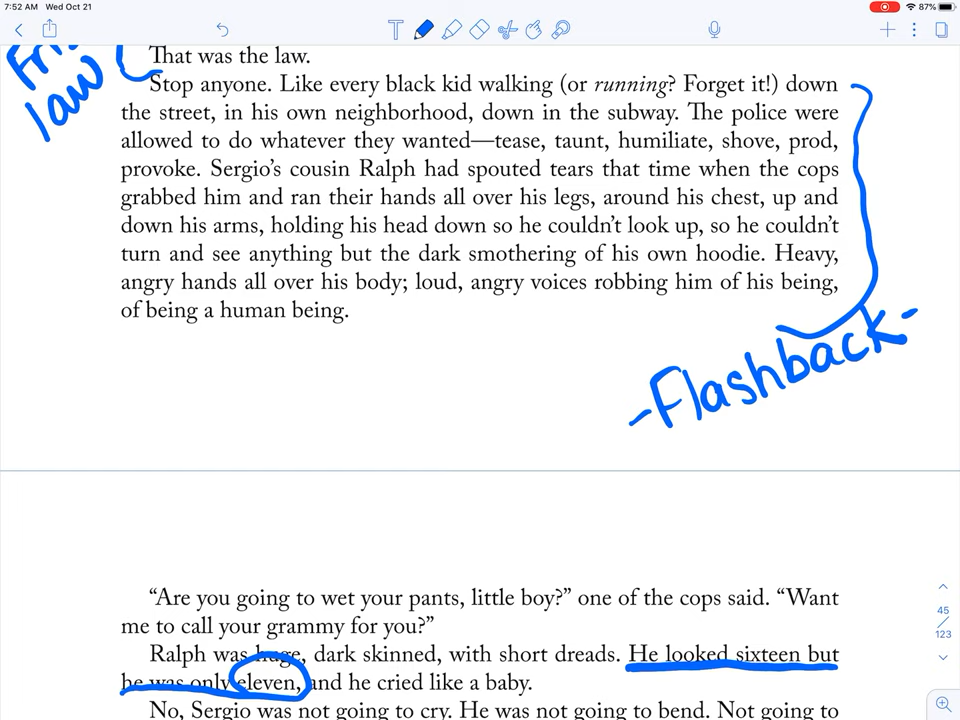 7:52 AM Wed Oct 21
87%
law
That was the law.
Stop anyone. Like every black kid walking (or running? Forget it!) down
the street, in his own neighborhood, down in the subway. The police were
allowed to do whatever they wanted—tease, taunt, humiliate, shove, prod,
provoke. Sergio’s cousin Ralph had spouted tears that time when the cops
grabbed him and ran their hands all over his legs, around his chest, up and
down his arms, holding his head down so he couldn’t look up, so he couldn’t
turn and see anything but the dark smothering of his own hoodie. Heavy,
angry hands all over his body; loud, angry voices robbing him of his being,
of being a human being.
-Flashback-
“Are you going to wet your pants, little boy?” one of the cops said. “Want
me to call your grammy for you?”
Ralph was huge, dark skinned, with short dreads. He looked sixteen but
he was only eleven, and he cried like a baby.
No, Sergio was not going to cry. He was not going to bend. Not going to
45
123